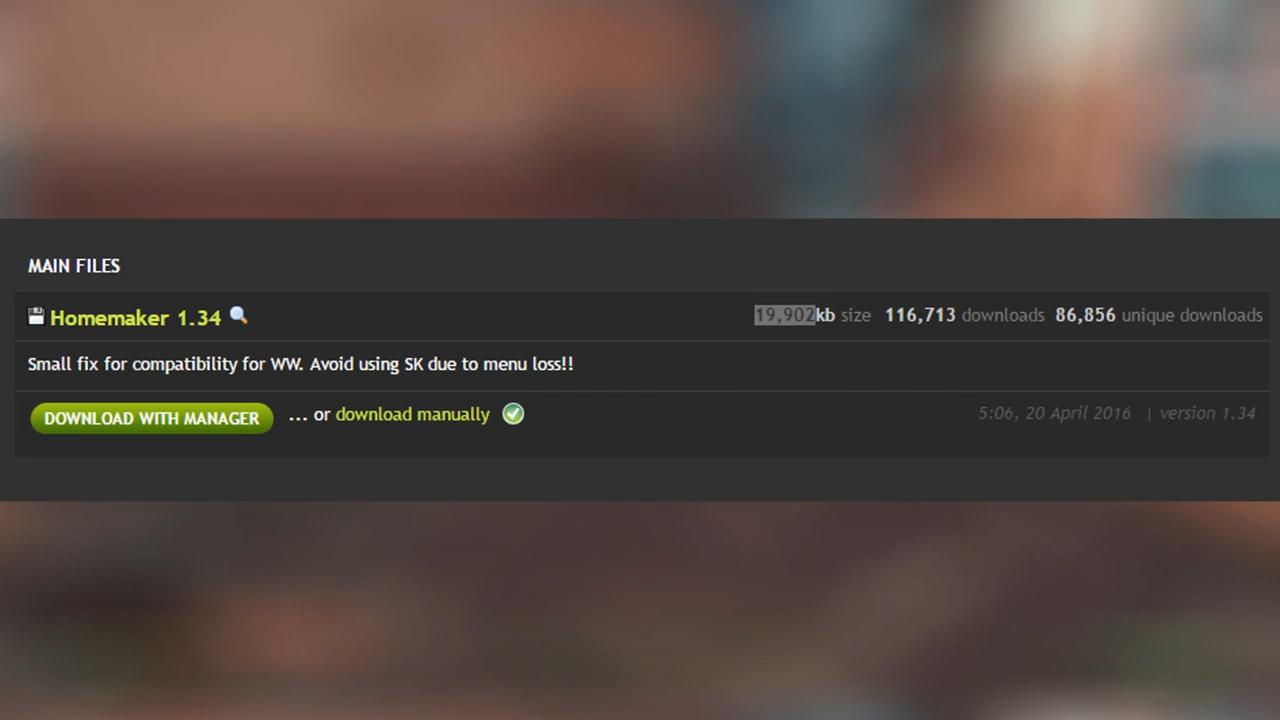 MAIN FILES
Homemaker 1.34 19,902kb size 116,713 downloads 86,856 unique downloads
Small fix for compatibility for WW. Avoid using SK due to menu loss!!
DOWNLOAD WITH MANAGER ... or download manually 5:06, 20 April 2016 | version 1.34